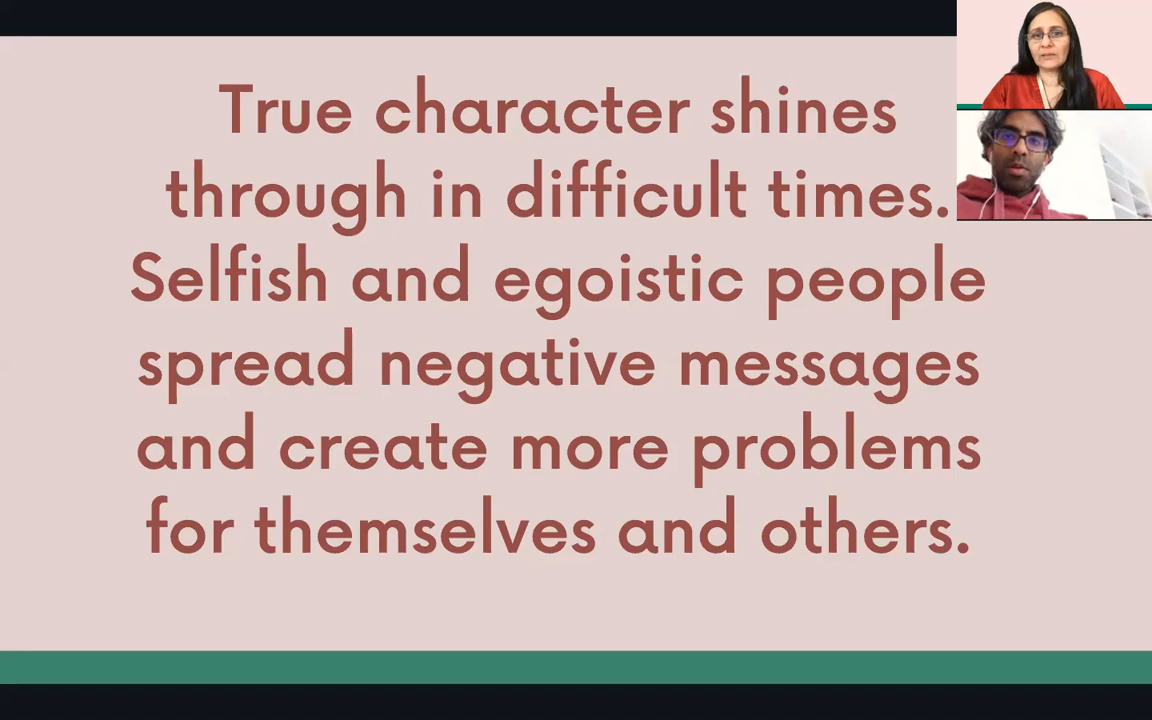 True character shines
through in difficult times.
Selfish and egoistic people
spread negative messages
and create more problems
for themselves and others.